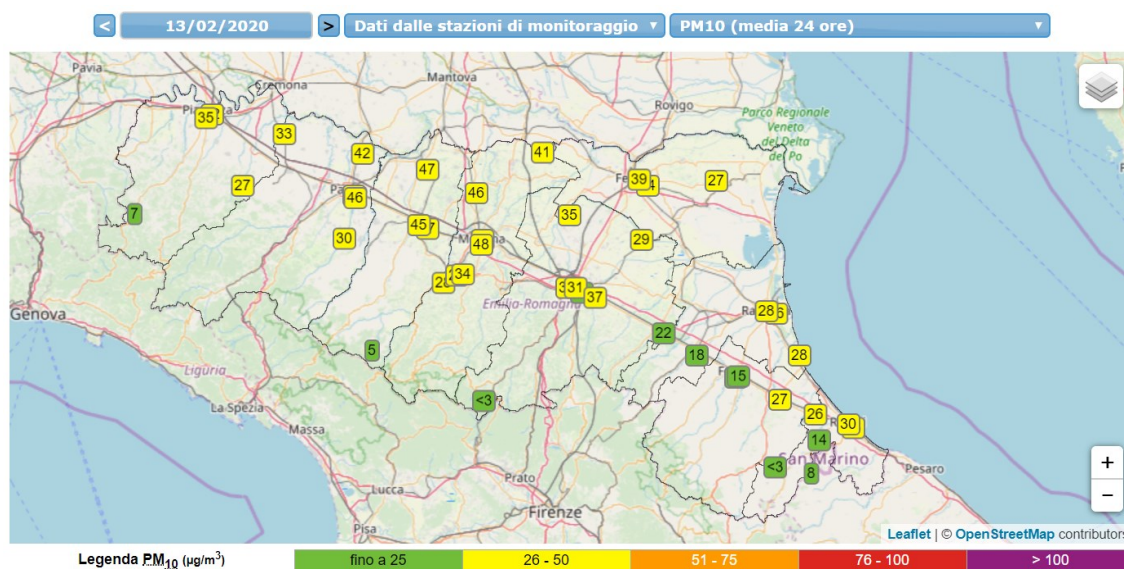 < 13/02/2020 > Dati dalle stazioni di monitoraggio ▼ PM10 (media 24 ore) ▼
Pavia
Cremona
Mantova
Rovigo
Parco Regionale
Veneto
del Delta
del Po
35
33
42
47
41
46
39
27
27
46
7
35
45
30
48
29
34
31
37
Emilia-Romagna
Genova
28
22
5
18
28
Liguria
15
<3
27
26
30
La Spezia
14
Massa
San Marino
<3
8
Pesaro
Prato
Lucca
Firenze
Pisa
+
−
Leaflet | © OpenStreetMap contributors
Legenda PM10 (µg/m³) fino a 25 26 - 50 51 - 75 76 - 100 > 100